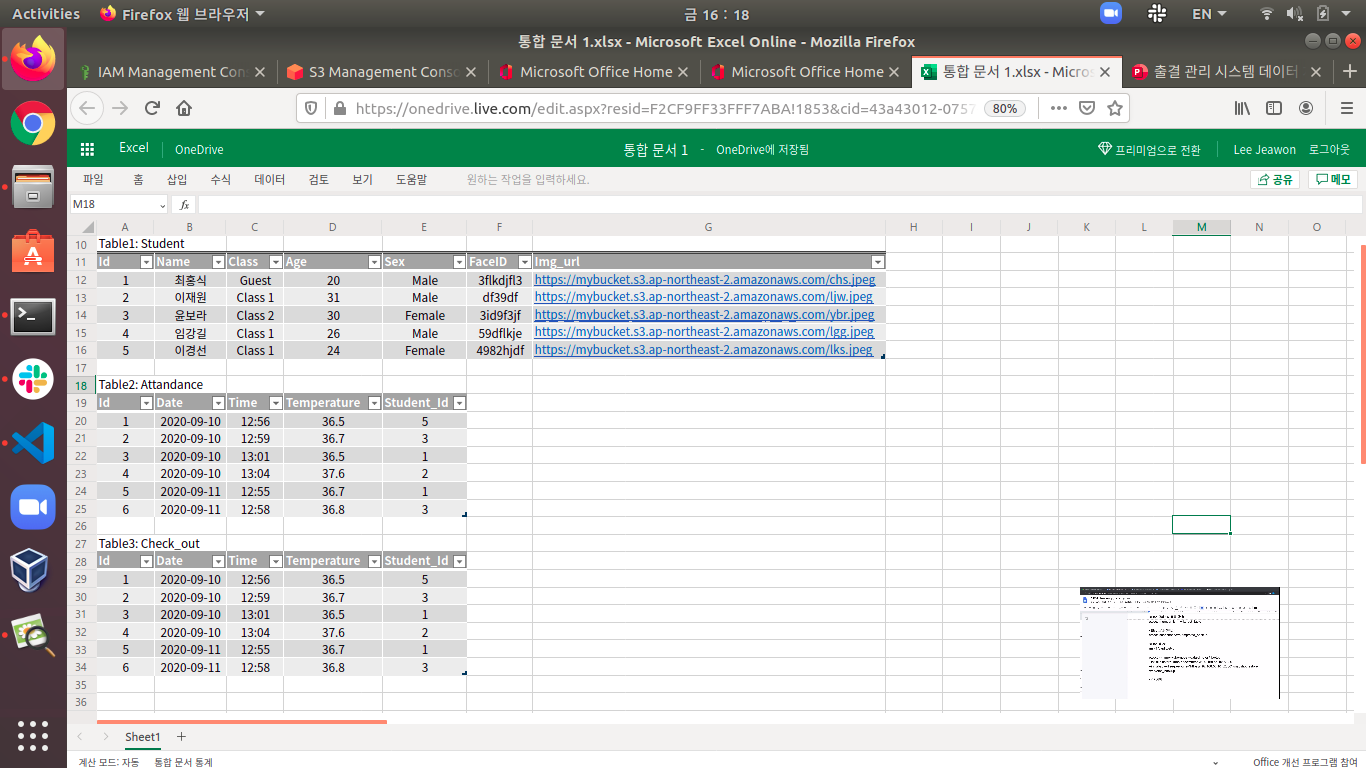 Activities Firefox 웹 브라우저 금 16 : 18 EN
통합 문서 1.xlsx - Microsoft Excel Online - Mozilla Firefox
IAM Management Con S3 Management Conso Microsoft Office Home Microsoft Office Home 통합 문서 1.xlsx - Micros 출결 관리 시스템 데이터
https://onedrive.live.com/edit.aspx?resid=F2CF9FF33FFF7ABA!1853&cid=43a43012-0757 80%
Excel OneDrive 통합 문서 1 - OneDrive에 저장됨 프리미엄으로 전환 Lee Jeawon 로그아웃
파일 홈 삽입 수식 데이터 검토 보기 도움말 원하는 작업을 입력하세요. 공유 메모
M18 fx
A B C D E F G H I J K L M N O
10 Table1: Student
11 Id Name Class Age Sex FaceID Img_url
12 1 최홍식 Guest 20 Male 3flkdjfl3 https://mybucket.s3.ap-northeast-2.amazonaws.com/chs.jpeg
13 2 이재원 Class 1 31 Male df39df https://mybucket.s3.ap-northeast-2.amazonaws.com/ljw.jpeg
14 3 윤보라 Class 2 30 Female 3id9f3jf https://mybucket.s3.ap-northeast-2.amazonaws.com/ybr.jpeg
15 4 임강길 Class 1 26 Male 59dflkje https://mybucket.s3.ap-northeast-2.amazonaws.com/lgg.jpeg
16 5 이경선 Class 1 24 Female 4982hjdf https://mybucket.s3.ap-northeast-2.amazonaws.com/lks.jpeg
17
18 Table2: Attandance
19 Id Date Time Temperature Student_Id
20 1 2020-09-10 12:56 36.5 5
21 2 2020-09-10 12:59 36.7 3
22 3 2020-09-10 13:01 36.5 1
23 4 2020-09-10 13:04 37.6 2
24 5 2020-09-11 12:55 36.7 1
25 6 2020-09-11 12:58 36.8 3
26
27 Table3: Check_out
28 Id Date Time Temperature Student_Id
29 1 2020-09-10 12:56 36.5 5
30 2 2020-09-10 12:59 36.7 3
31 3 2020-09-10 13:01 36.5 1
32 4 2020-09-10 13:04 37.6 2
33 5 2020-09-11 12:55 36.7 1
34 6 2020-09-11 12:58 36.8 3
35
36
Sheet1
계산 모드: 자동 통합 문서 통계 Office 개선 프로그램 참여